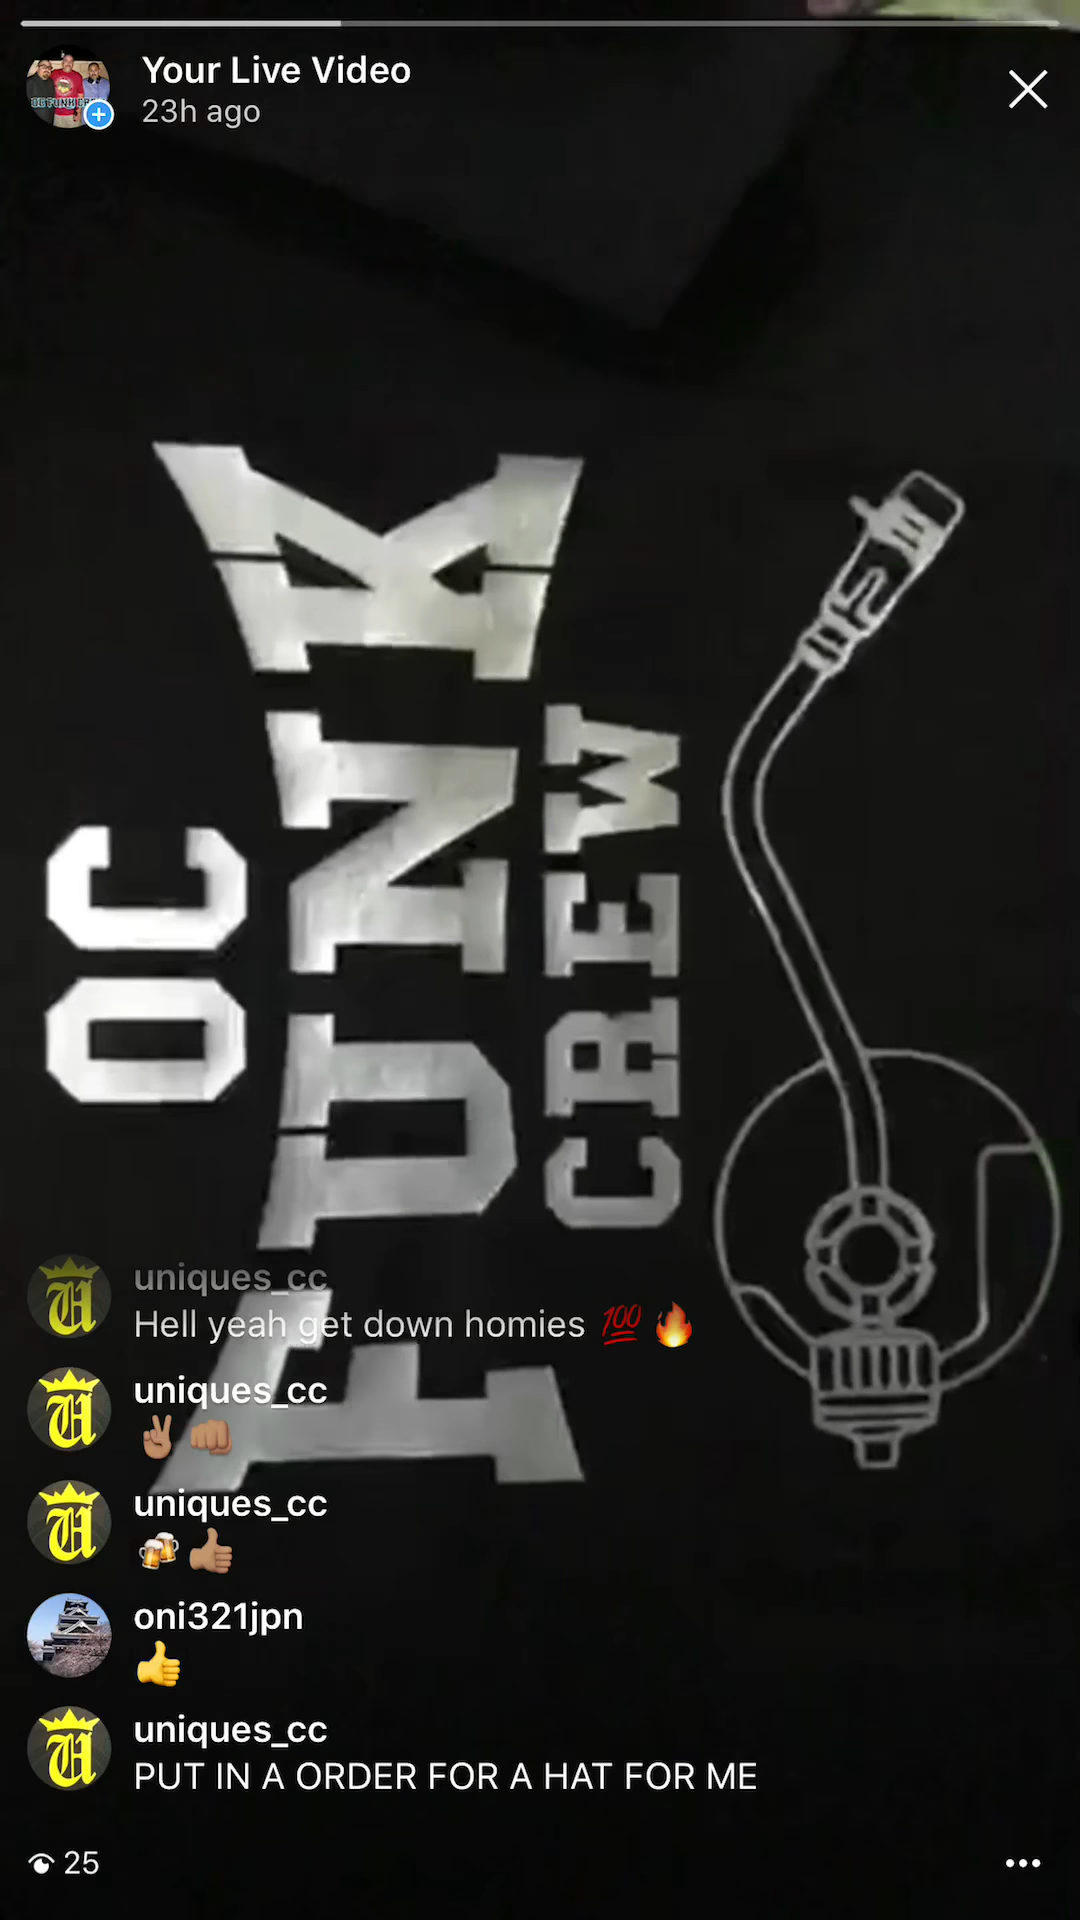 Your Live Video
23h ago
OC
FUNK
CREW
uniques_cc
Hell yeah get down homies 💯 🔥
uniques_cc
✌🏽 👊🏽
uniques_cc
🍻 👍🏽
oni321jpn
👍
uniques_cc
PUT IN A ORDER FOR A HAT FOR ME
25